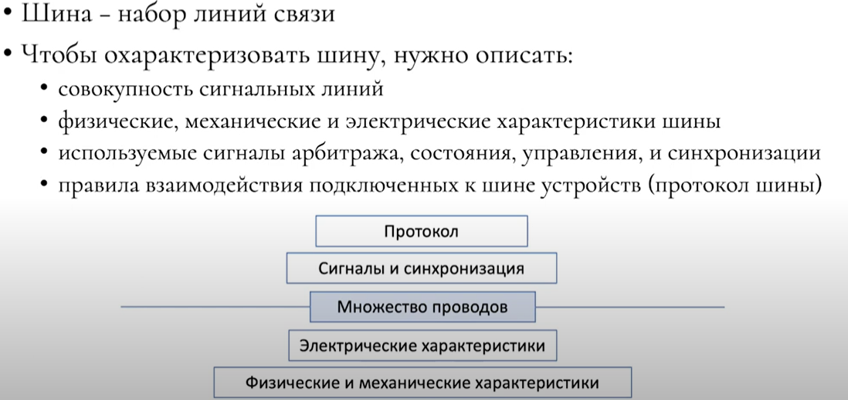 • Шина – набор линий связи
• Чтобы охарактеризовать шину, нужно описать:
• совокупность сигнальных линий
• физические, механические и электрические характеристики шины
• используемые сигналы арбитража, состояния, управления, и синхронизации
• правила взаимодействия подключенных к шине устройств (протокол шины)
Протокол
Сигналы и синхронизация
Множество проводов
Электрические характеристики
Физические и механические характеристики